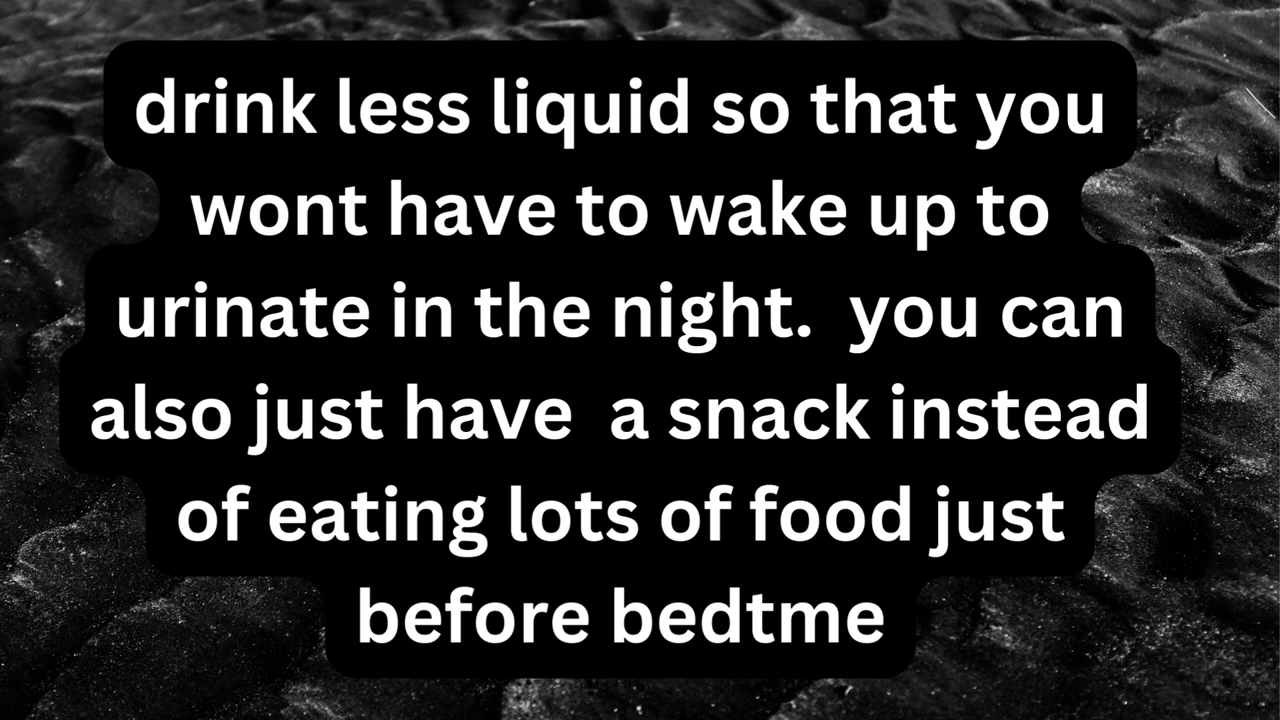 drink less liquid so that you
wont have to wake up to
urinate in the night.  you can
also just have  a snack instead
of eating lots of food just
before bedtme